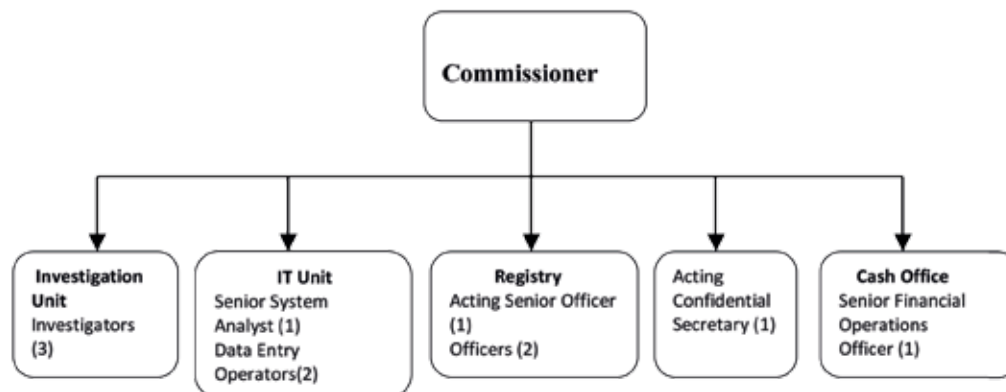 Commissioner
Investigation
Unit
Investigators
(3)
IT Unit
Senior System
Analyst (1)
Data Entry
Operators(2)
Registry
Acting Senior Officer
(1)
Officers (2)
Acting
Confidential
Secretary (1)
Cash Office
Senior Financial
Operations
Officer (1)